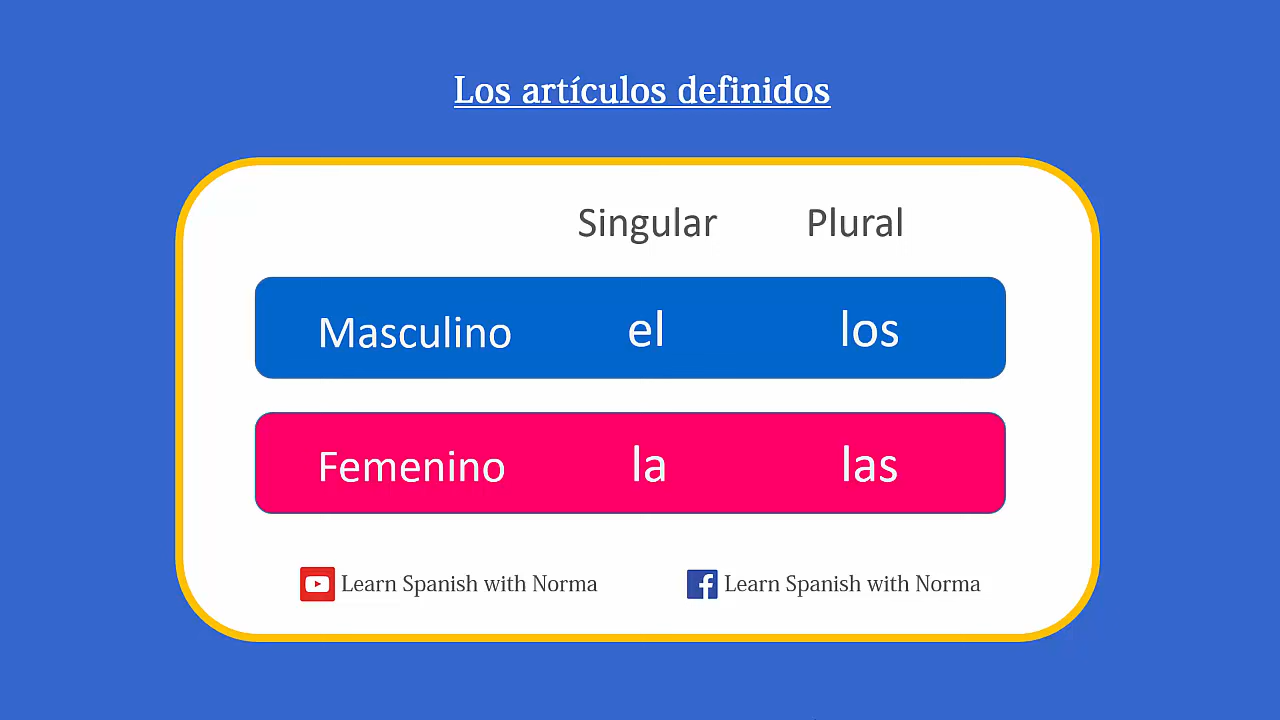 Los artículos definidos
Singular Plural
Masculino el los
Femenino la las
Learn Spanish with Norma Learn Spanish with Norma